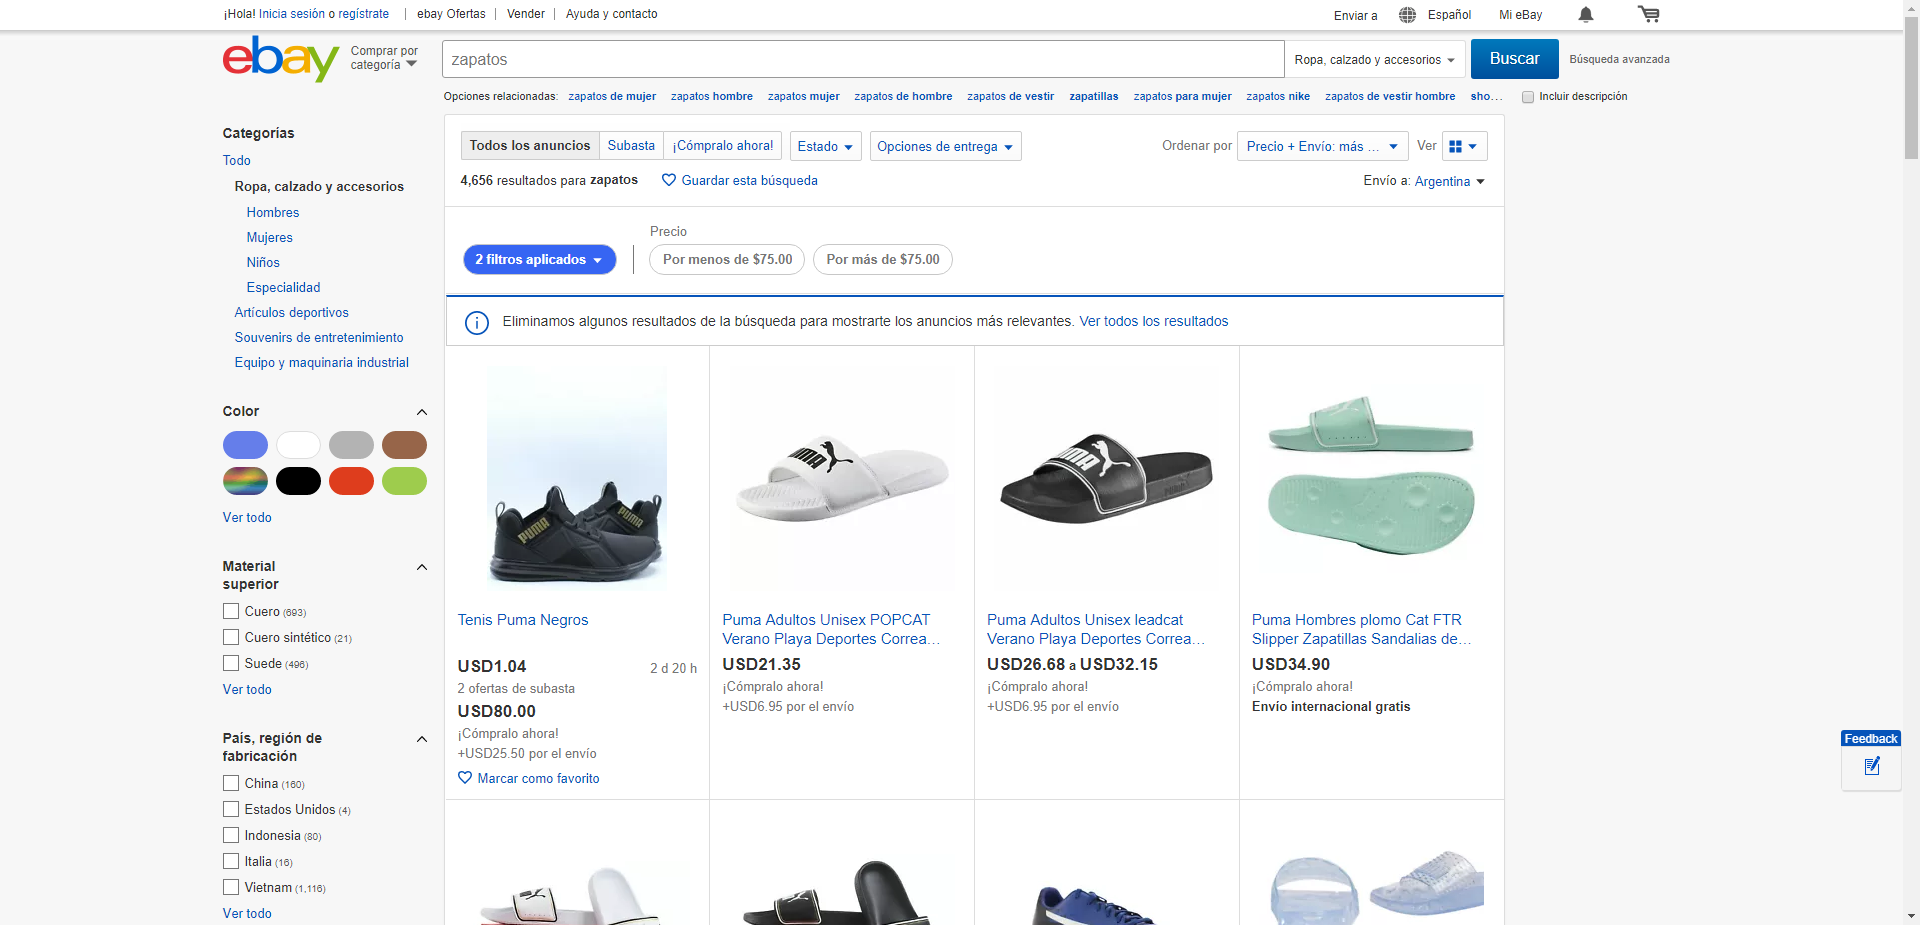 ¡Hola! Inicia sesión o regístrate
ebay Ofertas
Vender
Ayuda y contacto
Enviar a
Español
Mi eBay
ebay
Comprar por
categoría
zapatos
Ropa, calzado y accesorios
Buscar
Búsqueda avanzada
Opciones relacionadas: zapatos de mujer zapatos hombre zapatos mujer zapatos de hombre zapatos de vestir zapatillas zapatos para mujer zapatos nike zapatos de vestir hombre sho...
Incluir descripción
Categorías
Todo
Ropa, calzado y accesorios
Hombres
Mujeres
Niños
Especialidad
Artículos deportivos
Souvenirs de entretenimiento
Equipo y maquinaria industrial
Color
Ver todo
Material
superior
Cuero (693)
Cuero sintético (21)
Suede (496)
Ver todo
País, región de
fabricación
China (160)
Estados Unidos (4)
Indonesia (80)
Italia (16)
Vietnam (1,116)
Ver todo
Todos los anuncios
Subasta
¡Cómpralo ahora!
Estado
Opciones de entrega
Ordenar por
Precio + Envío: más ...
Ver
4,656 resultados para zapatos
Guardar esta búsqueda
Envío a: Argentina
2 filtros aplicados
Precio
Por menos de $75.00
Por más de $75.00
Eliminamos algunos resultados de la búsqueda para mostrarte los anuncios más relevantes. Ver todos los resultados
PUMA
PUMA
Tenis Puma Negros
USD1.04
2 d 20 h
2 ofertas de subasta
USD80.00
¡Cómpralo ahora!
+USD25.50 por el envío
Marcar como favorito
Puma Adultos Unisex POPCAT
Verano Playa Deportes Correa...
USD21.35
¡Cómpralo ahora!
+USD6.95 por el envío
Puma Adultos Unisex leadcat
Verano Playa Deportes Correa...
USD26.68 a USD32.15
¡Cómpralo ahora!
+USD6.95 por el envío
Puma Hombres plomo Cat FTR
Slipper Zapatillas Sandalias de...
USD34.90
¡Cómpralo ahora!
Envío internacional gratis
Feedback